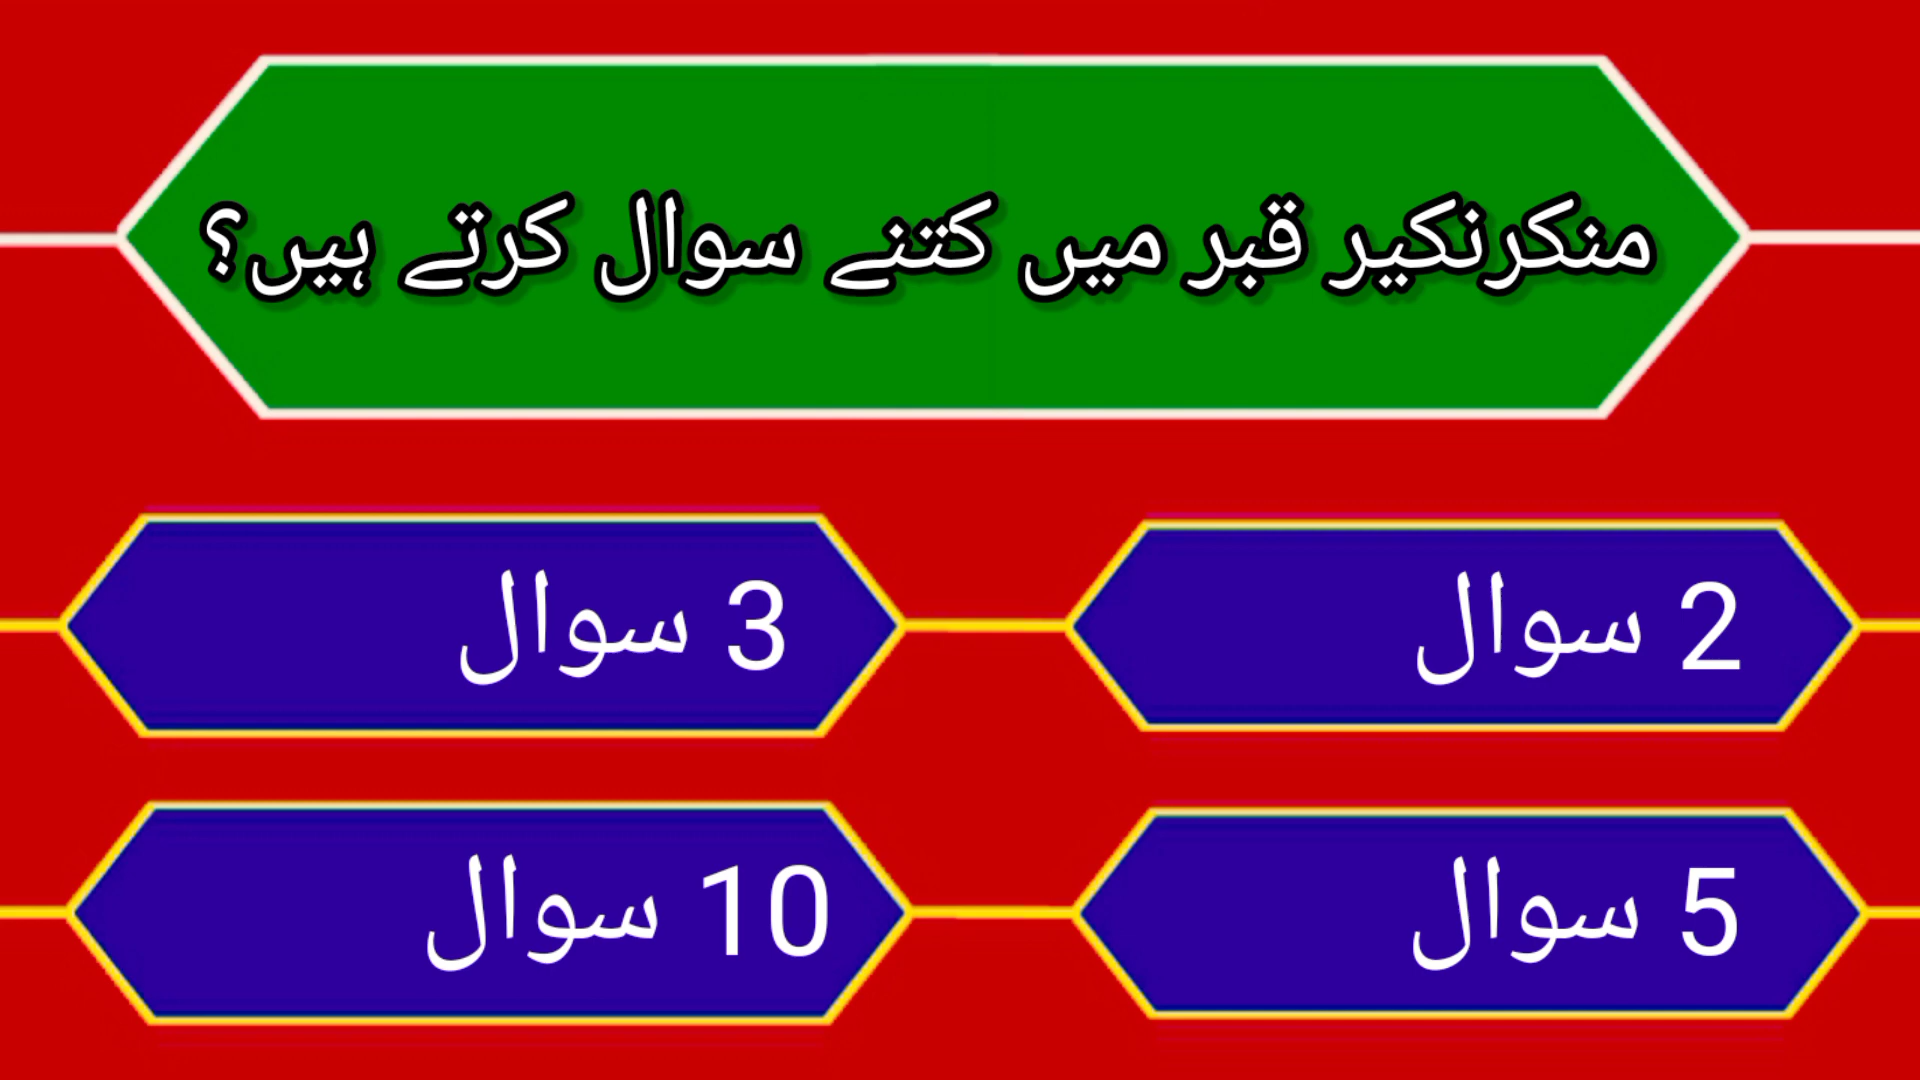 منکرنکیر قبر میں کتنے سوال کرتے ہیں؟
2 سوال
3 سوال
5 سوال
10 سوال